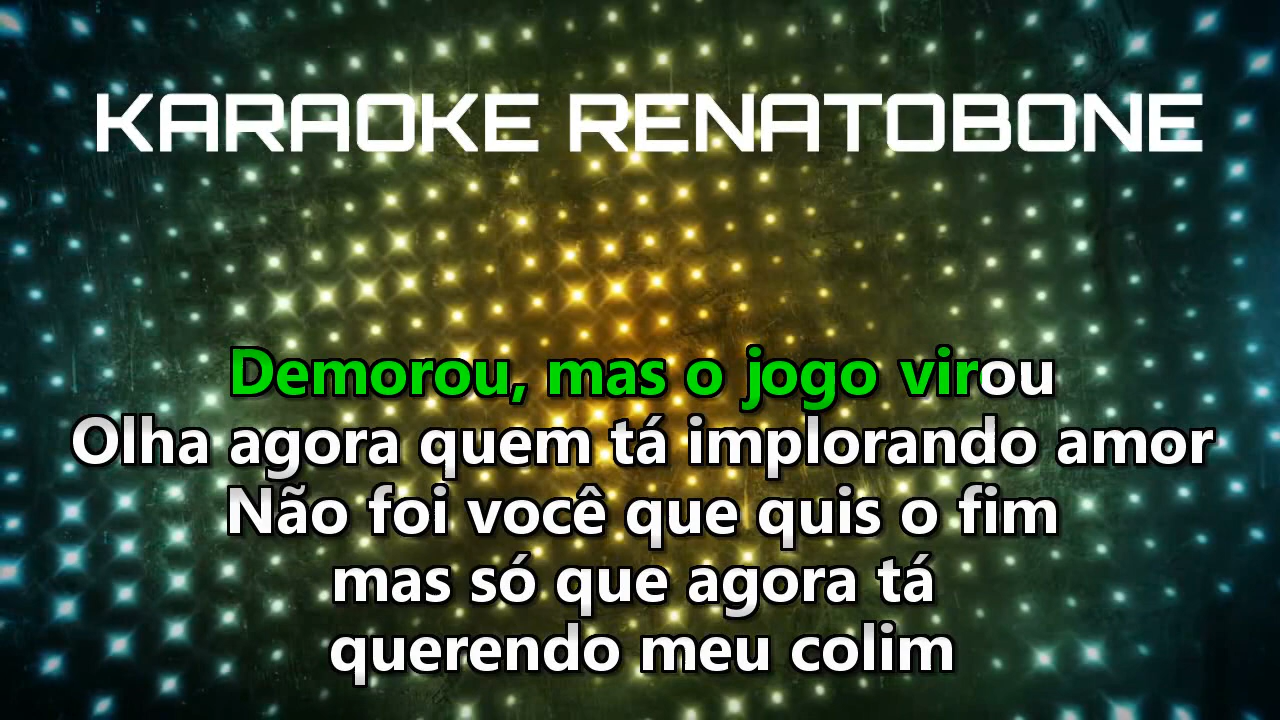 KARAOKE RENATOBONE
Demorou, mas o jogo virou
Olha agora quem tá implorando amor
Não foi você que quis o fim
mas só que agora tá
querendo meu colim